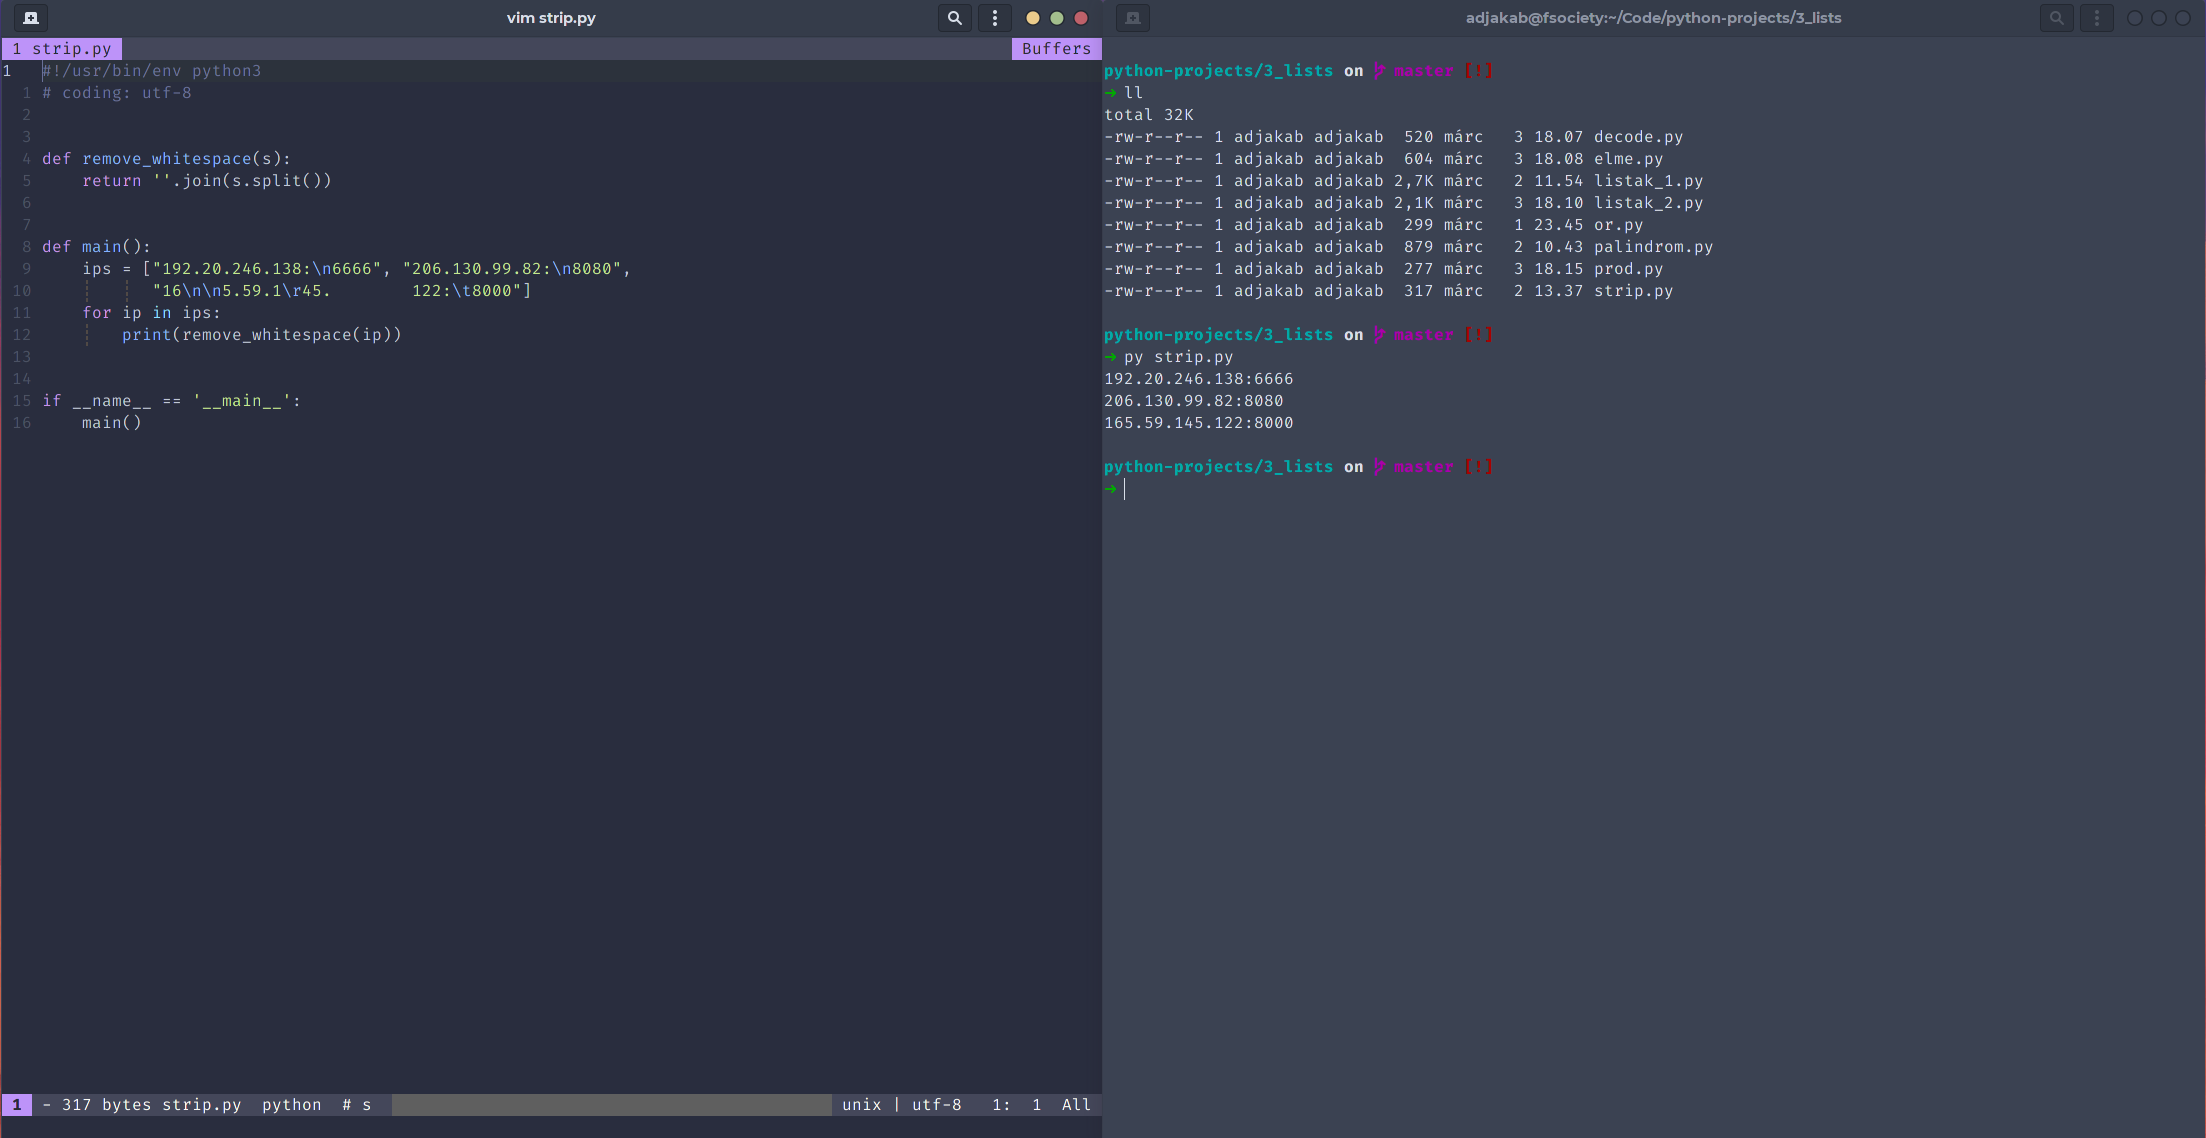 vim strip.py
1 strip.py Buffers
1 #!/usr/bin/env python3
1 # coding: utf-8
2
3
4 def remove_whitespace(s):
5 return ''.join(s.split())
6
7
8 def main():
9 ips = ["192.20.246.138:\n6666", "206.130.99.82:\n8080",
10 "16\n\n5.59.1\r45.        122:\t8000"]
11 for ip in ips:
12 print(remove_whitespace(ip))
13
14
15 if __name__ == '__main__':
16 main()
1 - 317 bytes strip.py python # s unix | utf-8 1: 1 All
adjakab@fsociety:~/Code/python-projects/3_lists
python-projects/3_lists on master [!]
→ ll
total 32K
-rw-r--r-- 1 adjakab adjakab 520 márc 3 18.07 decode.py
-rw-r--r-- 1 adjakab adjakab 604 márc 3 18.08 elme.py
-rw-r--r-- 1 adjakab adjakab 2,7K márc 2 11.54 listak_1.py
-rw-r--r-- 1 adjakab adjakab 2,1K márc 3 18.10 listak_2.py
-rw-r--r-- 1 adjakab adjakab 299 márc 1 23.45 or.py
-rw-r--r-- 1 adjakab adjakab 879 márc 2 10.43 palindrom.py
-rw-r--r-- 1 adjakab adjakab 277 márc 3 18.15 prod.py
-rw-r--r-- 1 adjakab adjakab 317 márc 2 13.37 strip.py
python-projects/3_lists on master [!]
→ py strip.py
192.20.246.138:6666
206.130.99.82:8080
165.59.145.122:8000
python-projects/3_lists on master [!]
→